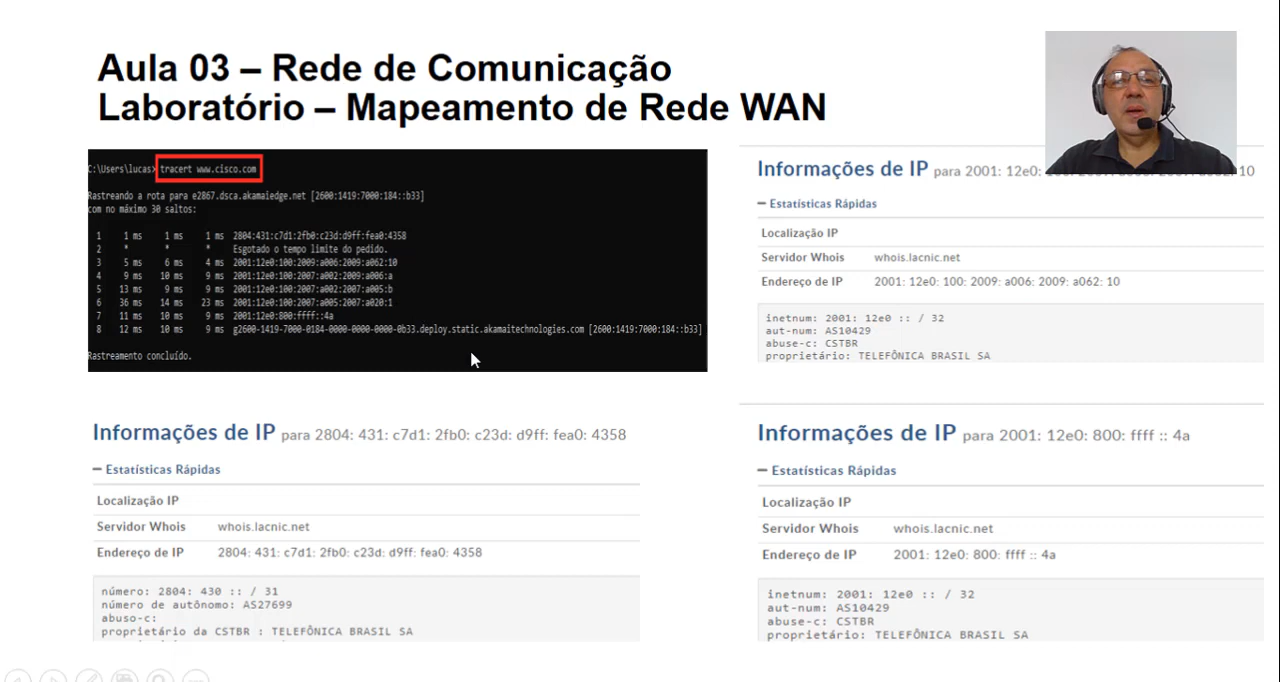 Aula 03 – Rede de Comunicação
Laboratório – Mapeamento de Rede WAN
C:\Users\lucas>tracert www.cisco.com
Rastreando a rota para e2867.dsca.akamaiedge.net [2600:1419:7000:184::b33]
com no máximo 30 saltos:
1 1 ms 1 ms 1 ms 2804:431:c7d1:2fb0:c23d:d9ff:fea0:4358
2 * * * Esgotado o tempo limite do pedido.
3 5 ms 6 ms 4 ms 2001:12e0:100:2009:a006:2009:a062:10
4 9 ms 10 ms 9 ms 2001:12e0:100:2007:a002:2009:a006:a
5 13 ms 9 ms 9 ms 2001:12e0:100:2007:a002:2007:a005:b
6 36 ms 14 ms 23 ms 2001:12e0:100:2007:a005:2007:a020:1
7 11 ms 10 ms 9 ms 2001:12e0:800:ffff::4a
8 12 ms 10 ms 9 ms g2600-1419-7000-0184-0000-0000-0000-0b33.deploy.static.akamaitechnologies.com [2600:1419:7000:184::b33]
Rastreamento concluído.
Informações de IP para 2001: 12e0: 10
Estatísticas Rápidas
Localização IP
Servidor Whois whois.lacnic.net
Endereço de IP 2001: 12e0: 100: 2009: a006: 2009: a062: 10
inetnum: 2001: 12e0 :: / 32
aut-num: AS10429
abuse-c: CSTBR
proprietário: TELEFÔNICA BRASIL SA
Informações de IP para 2804: 431: c7d1: 2fb0: c23d: d9ff: fea0: 4358
Estatísticas Rápidas
Localização IP
Servidor Whois whois.lacnic.net
Endereço de IP 2804: 431: c7d1: 2fb0: c23d: d9ff: fea0: 4358
número: 2804: 430 :: / 31
número de autônomo: AS27699
abuso-c:
proprietário da CSTBR : TELEFÔNICA BRASIL SA
Informações de IP para 2001: 12e0: 800: ffff :: 4a
Estatísticas Rápidas
Localização IP
Servidor Whois whois.lacnic.net
Endereço de IP 2001: 12e0: 800: ffff :: 4a
inetnum: 2001: 12e0 :: / 32
aut-num: AS10429
abuse-c: CSTBR
proprietário: TELEFÔNICA BRASIL SA